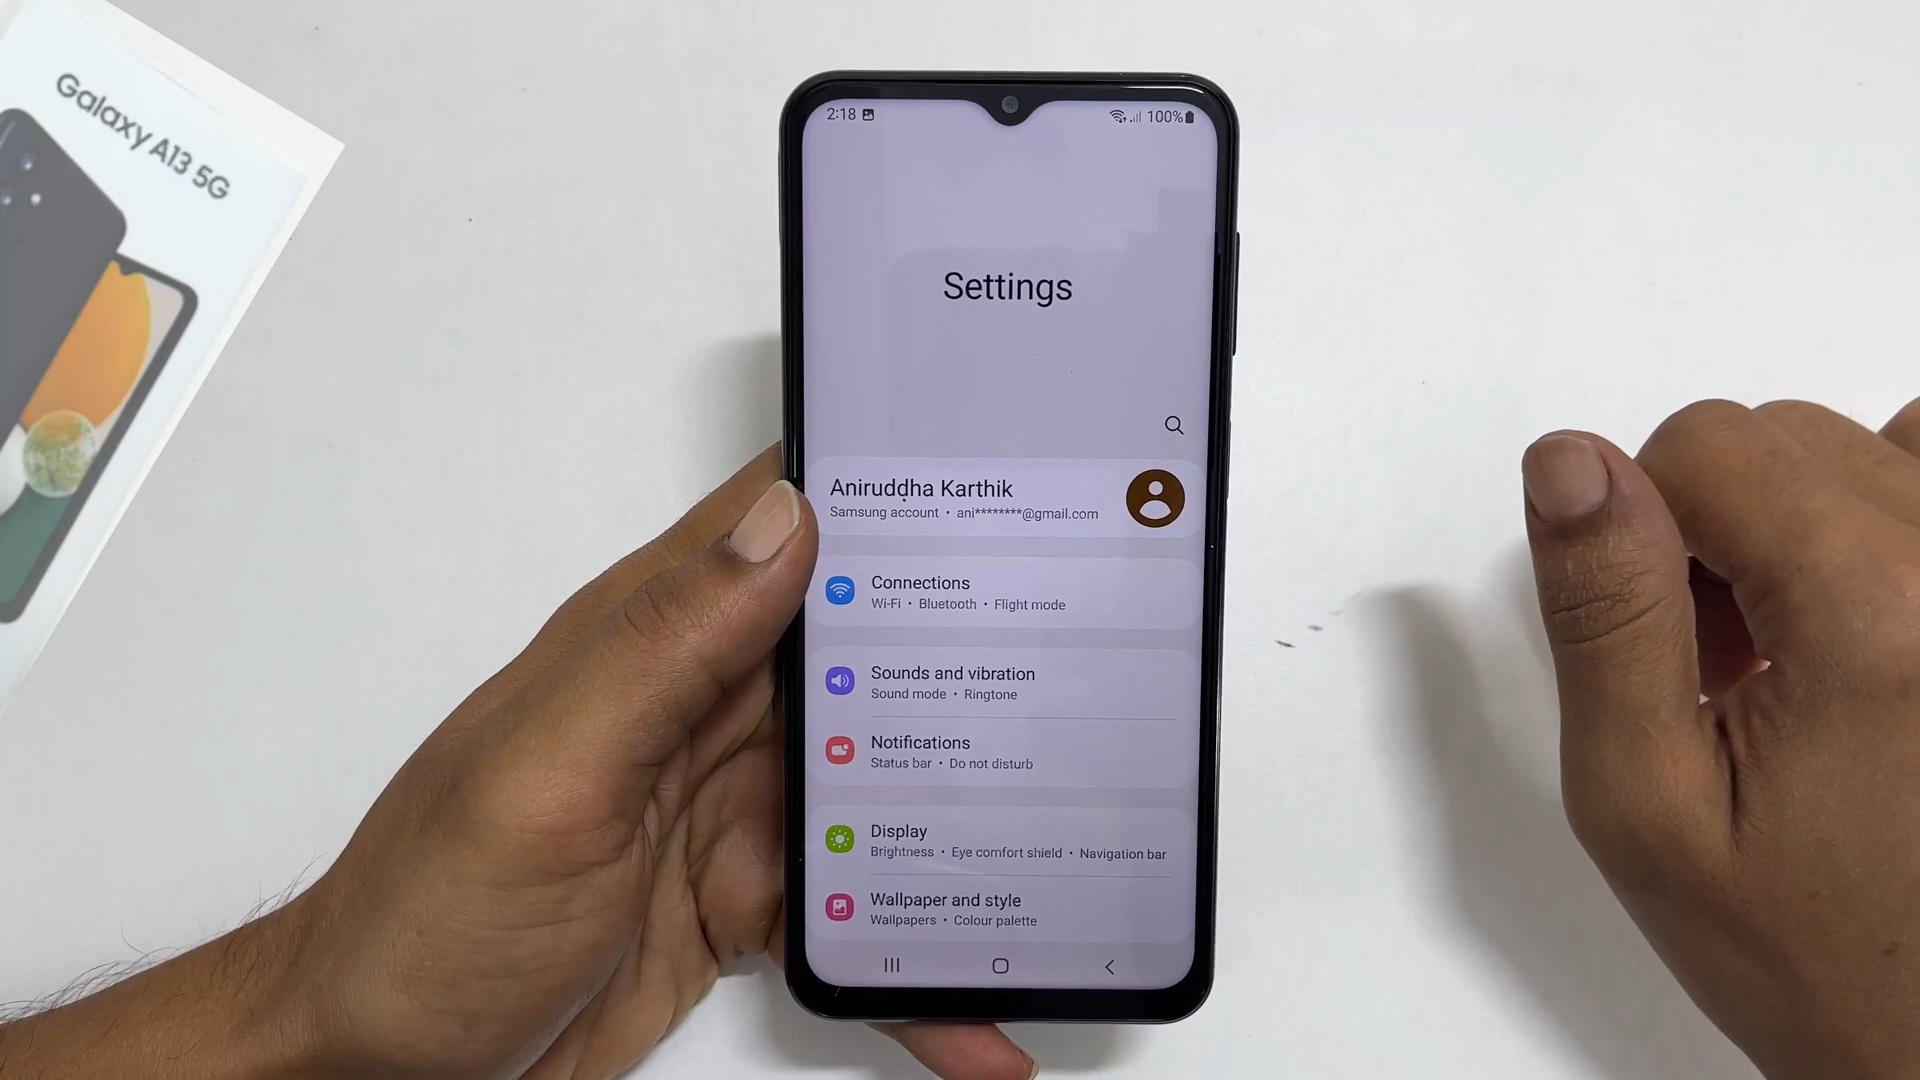 Galaxy A13 5G
2:18
100%
Settings
Aniruddha Karthik
Samsung account • ani********@gmail.com
Connections
Wi-Fi • Bluetooth • Flight mode
Sounds and vibration
Sound mode • Ringtone
Notifications
Status bar • Do not disturb
Display
Brightness • Eye comfort shield • Navigation bar
Wallpaper and style
Wallpapers • Colour palette